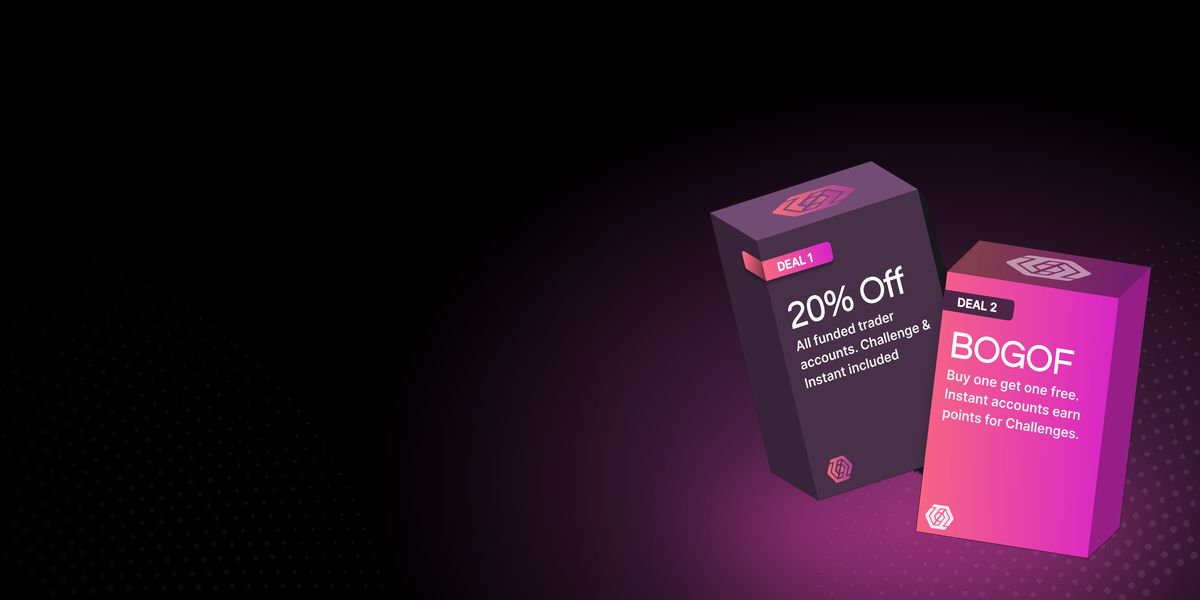 DEAL 1
20% Off
All funded trader
accounts. Challenge &
Instant included
DEAL 2
BOGOF
Buy one get one free.
Instant accounts earn
points for Challenges.